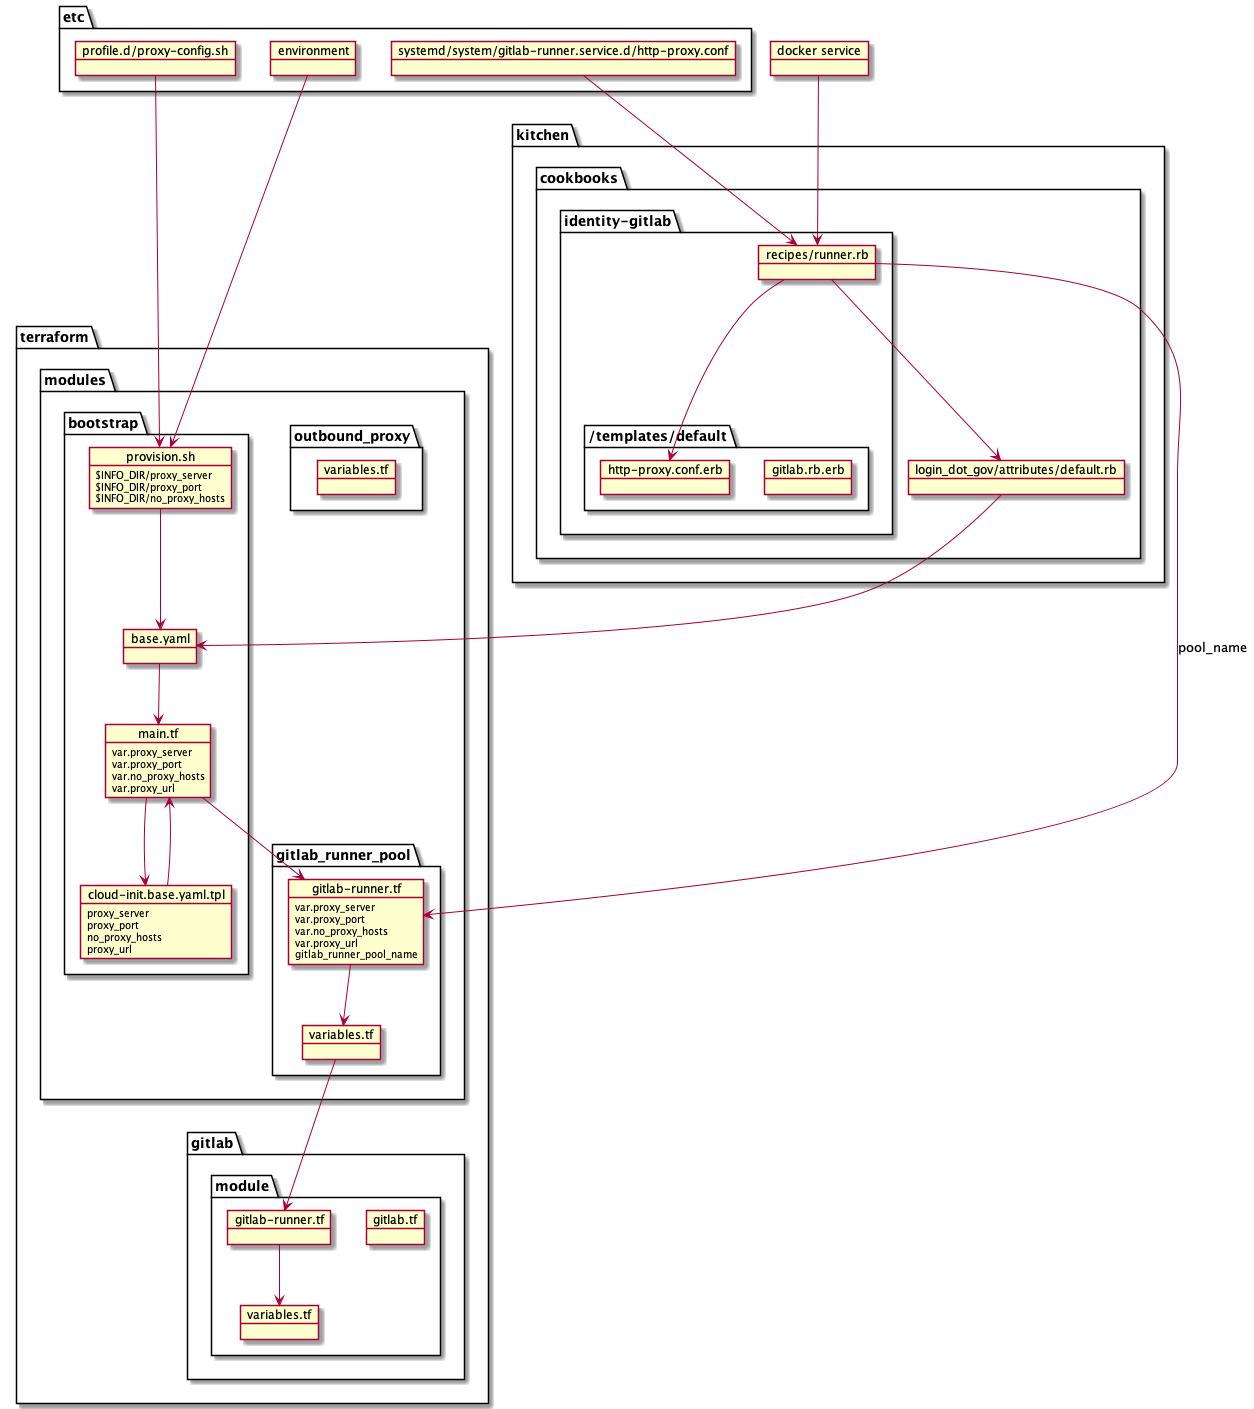 etc
profile.d/proxy-config.sh
environment
systemd/system/gitlab-runner.service.d/http-proxy.conf
docker service
kitchen
cookbooks
identity-gitlab
recipes/runner.rb
terraform
modules
bootstrap
provision.sh
$INFO_DIR/proxy_server
$INFO_DIR/proxy_port
$INFO_DIR/no_proxy_hosts
outbound_proxy
variables.tf
/templates/default
http-proxy.conf.erb
gitlab.rb.erb
login_dot_gov/attributes/default.rb
base.yaml
pool_name
main.tf
var.proxy_server
var.proxy_port
var.no_proxy_hosts
var.proxy_url
cloud-init.base.yaml.tpl
proxy_server
proxy_port
no_proxy_hosts
proxy_url
gitlab_runner_pool
gitlab-runner.tf
var.proxy_server
var.proxy_port
var.no_proxy_hosts
var.proxy_url
gitlab_runner_pool_name
variables.tf
gitlab
module
gitlab-runner.tf
gitlab.tf
variables.tf